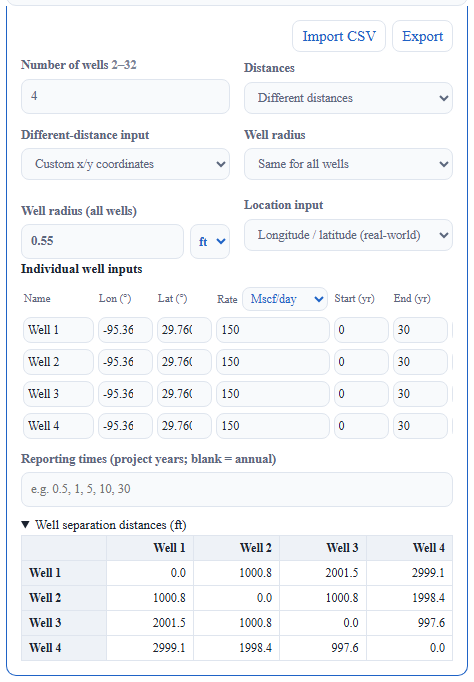 Import CSV Export
Number of wells 2–32 Distances
4 Different distances
Different-distance input Well radius
Custom x/y coordinates Same for all wells
Well radius (all wells) Location input
0.55 ft Longitude / latitude (real-world)
Individual well inputs
Name Lon (°) Lat (°) Rate Mscf/day Start (yr) End (yr)
Well 1 -95.36 29.760 150 0 30
Well 2 -95.36 29.760 150 0 30
Well 3 -95.36 29.760 150 0 30
Well 4 -95.36 29.760 150 0 30
Reporting times (project years; blank = annual)
e.g. 0.5, 1, 5, 10, 30
▼ Well separation distances (ft)
Well 1 Well 2 Well 3 Well 4
Well 1 0.0 1000.8 2001.5 2999.1
Well 2 1000.8 0.0 1000.8 1998.4
Well 3 2001.5 1000.8 0.0 997.6
Well 4 2999.1 1998.4 997.6 0.0